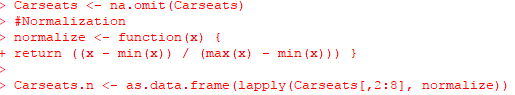 > Carseats <- na.omit(Carseats)
> #Normalization
> normalize <- function(x) {
+ return ((x - min(x)) / (max(x) - min(x))) }
>
> Carseats.n <- as.data.frame(lapply(Carseats[,2:8], normalize))